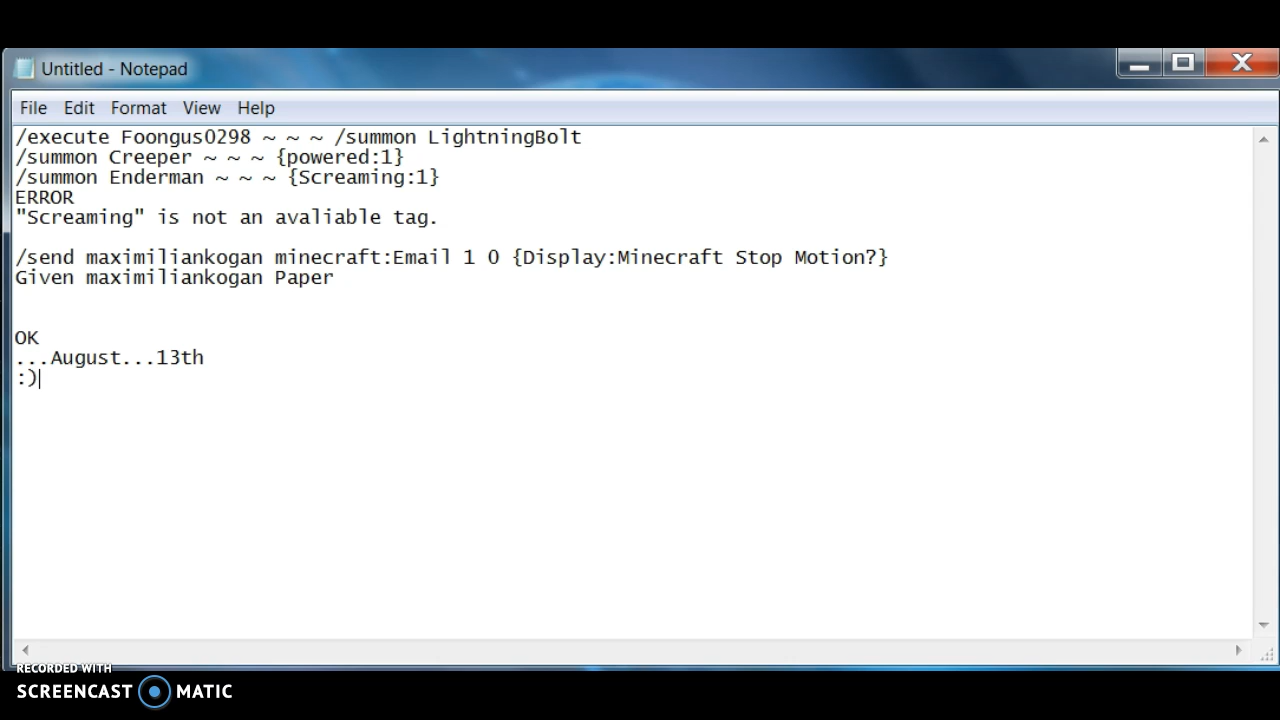 Untitled - Notepad
File Edit Format View Help
/execute Foongus0298 ~ ~ ~ /summon LightningBolt
/summon Creeper ~ ~ ~ {powered:1}
/summon Enderman ~ ~ ~ {Screaming:1}
ERROR
"Screaming" is not an avaliable tag.
/send maximiliankogan minecraft:Email 1 0 {Display:Minecraft Stop Motion?}
Given maximiliankogan Paper
OK
...August...13th
:)
RECORDED WITH
SCREENCAST MATIC